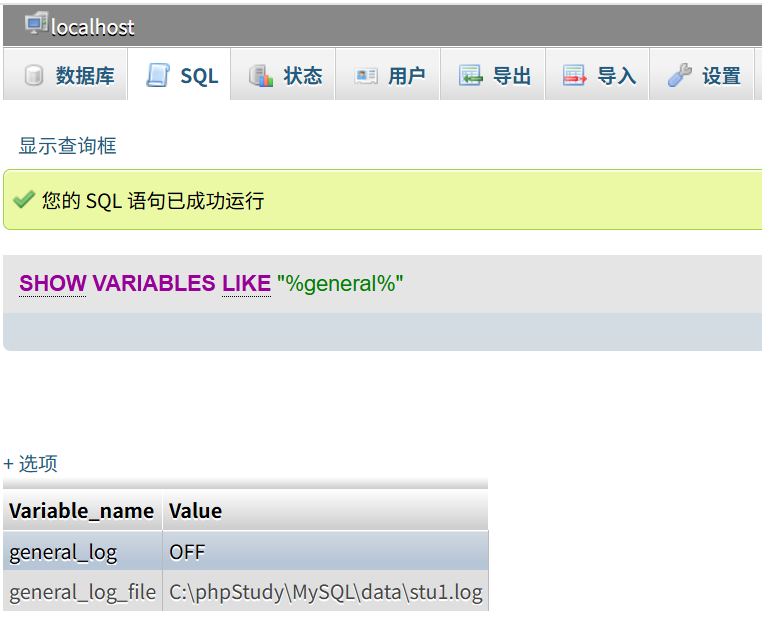 localhost
数据库 SQL 状态 用户 导出 导入 设置
显示查询框
您的 SQL 语句已成功运行
SHOW VARIABLES LIKE "%general%"
+ 选项
Variable_name Value
general_log OFF
general_log_file C:\phpStudy\MySQL\data\stu1.log